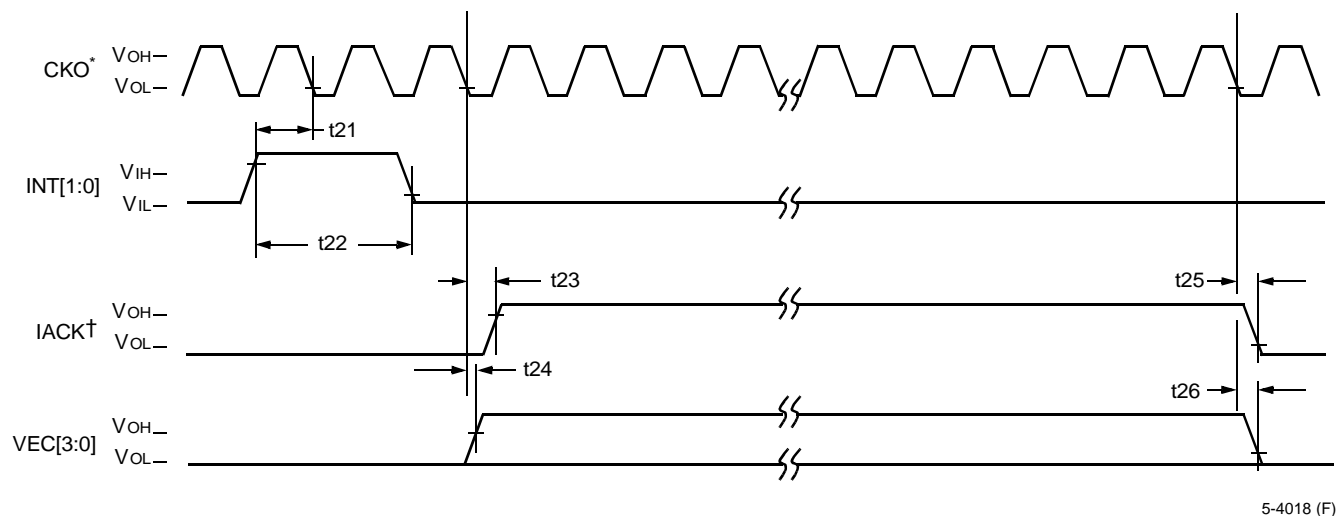 CKO*
VOH
VOL
t21
INT[1:0]
VIH
VIL
t22
t23
t25
IACK†
VOH
VOL
t24
t26
VEC[3:0]
VOH
VOL
5-4018 (F)